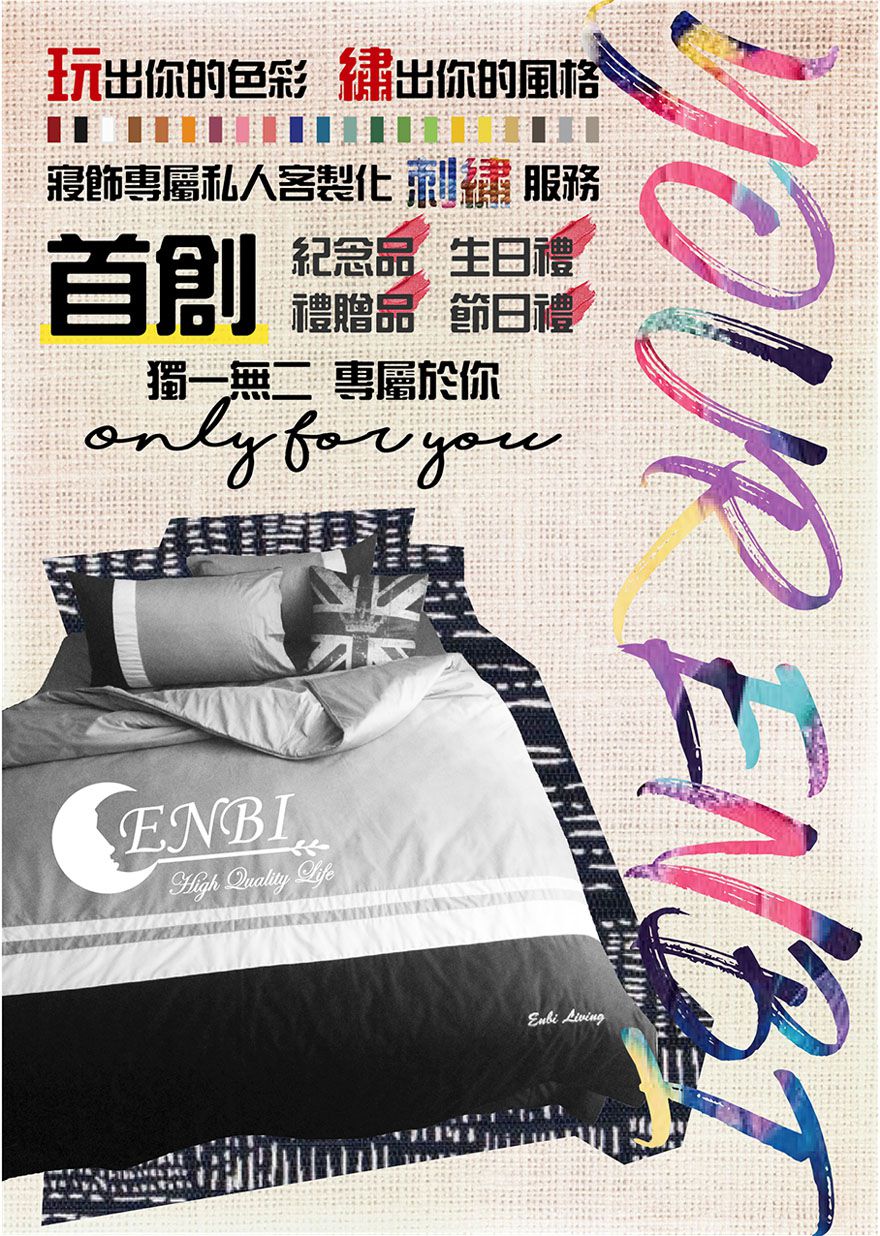 玩出你的色彩 繡出你的風格
寢飾專屬私人客製化 刺繡 服務
首創
紀念品 生日禮
禮贈品 節日禮
獨一無二 專屬於你
only for you
YOUR ENBI
ENBI
High Quality Life
Enbi Living